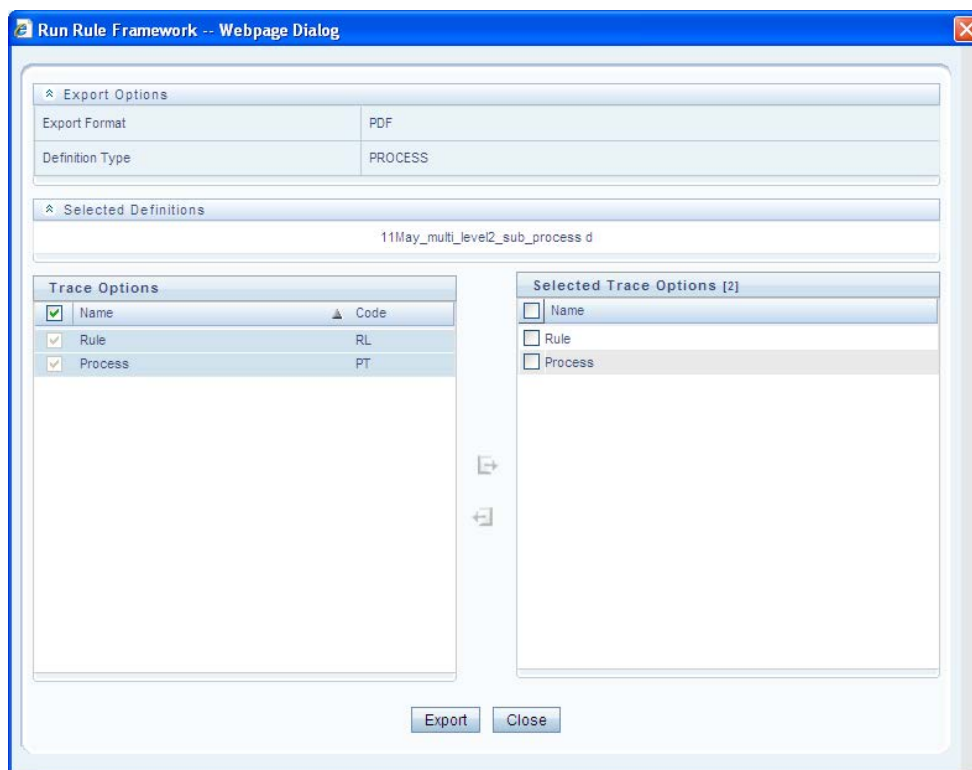 Run Rule Framework -- Webpage Dialog
Export Options
Export Format PDF
Definition Type PROCESS
Selected Definitions
11May_multi_level2_sub_process d
Trace Options
Name Code
Rule RL
Process PT
Selected Trace Options [2]
Name
Rule
Process
Export Close